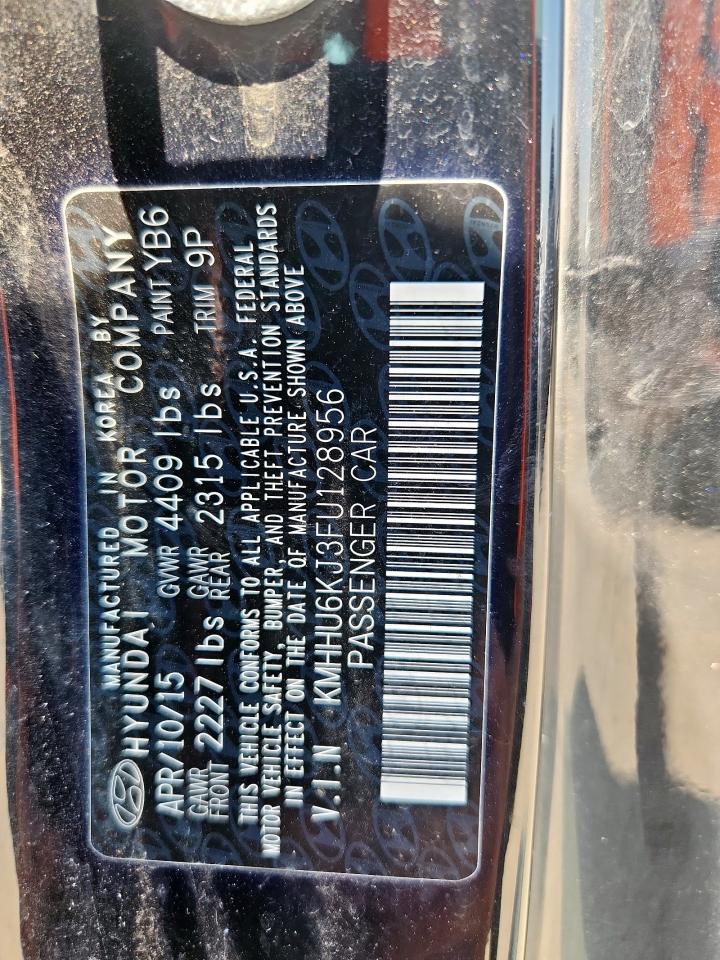 MANUFACTURED IN KOREA BY
HYUNDAI MOTOR COMPANY
APR/10/15 GVWR 4409 lbs PAINT YB6
GAWR FRONT 2227 lbs GAWR REAR 2315 lbs TRIM 9P
THIS VEHICLE CONFORMS TO ALL APPLICABLE U.S.A. FEDERAL
MOTOR VEHICLE SAFETY, BUMPER, AND THEFT PREVENTION STANDARDS
IN EFFECT ON THE DATE OF MANUFACTURE SHOWN ABOVE
V.I.N KMHHU6KJ3FU128956
PASSENGER CAR